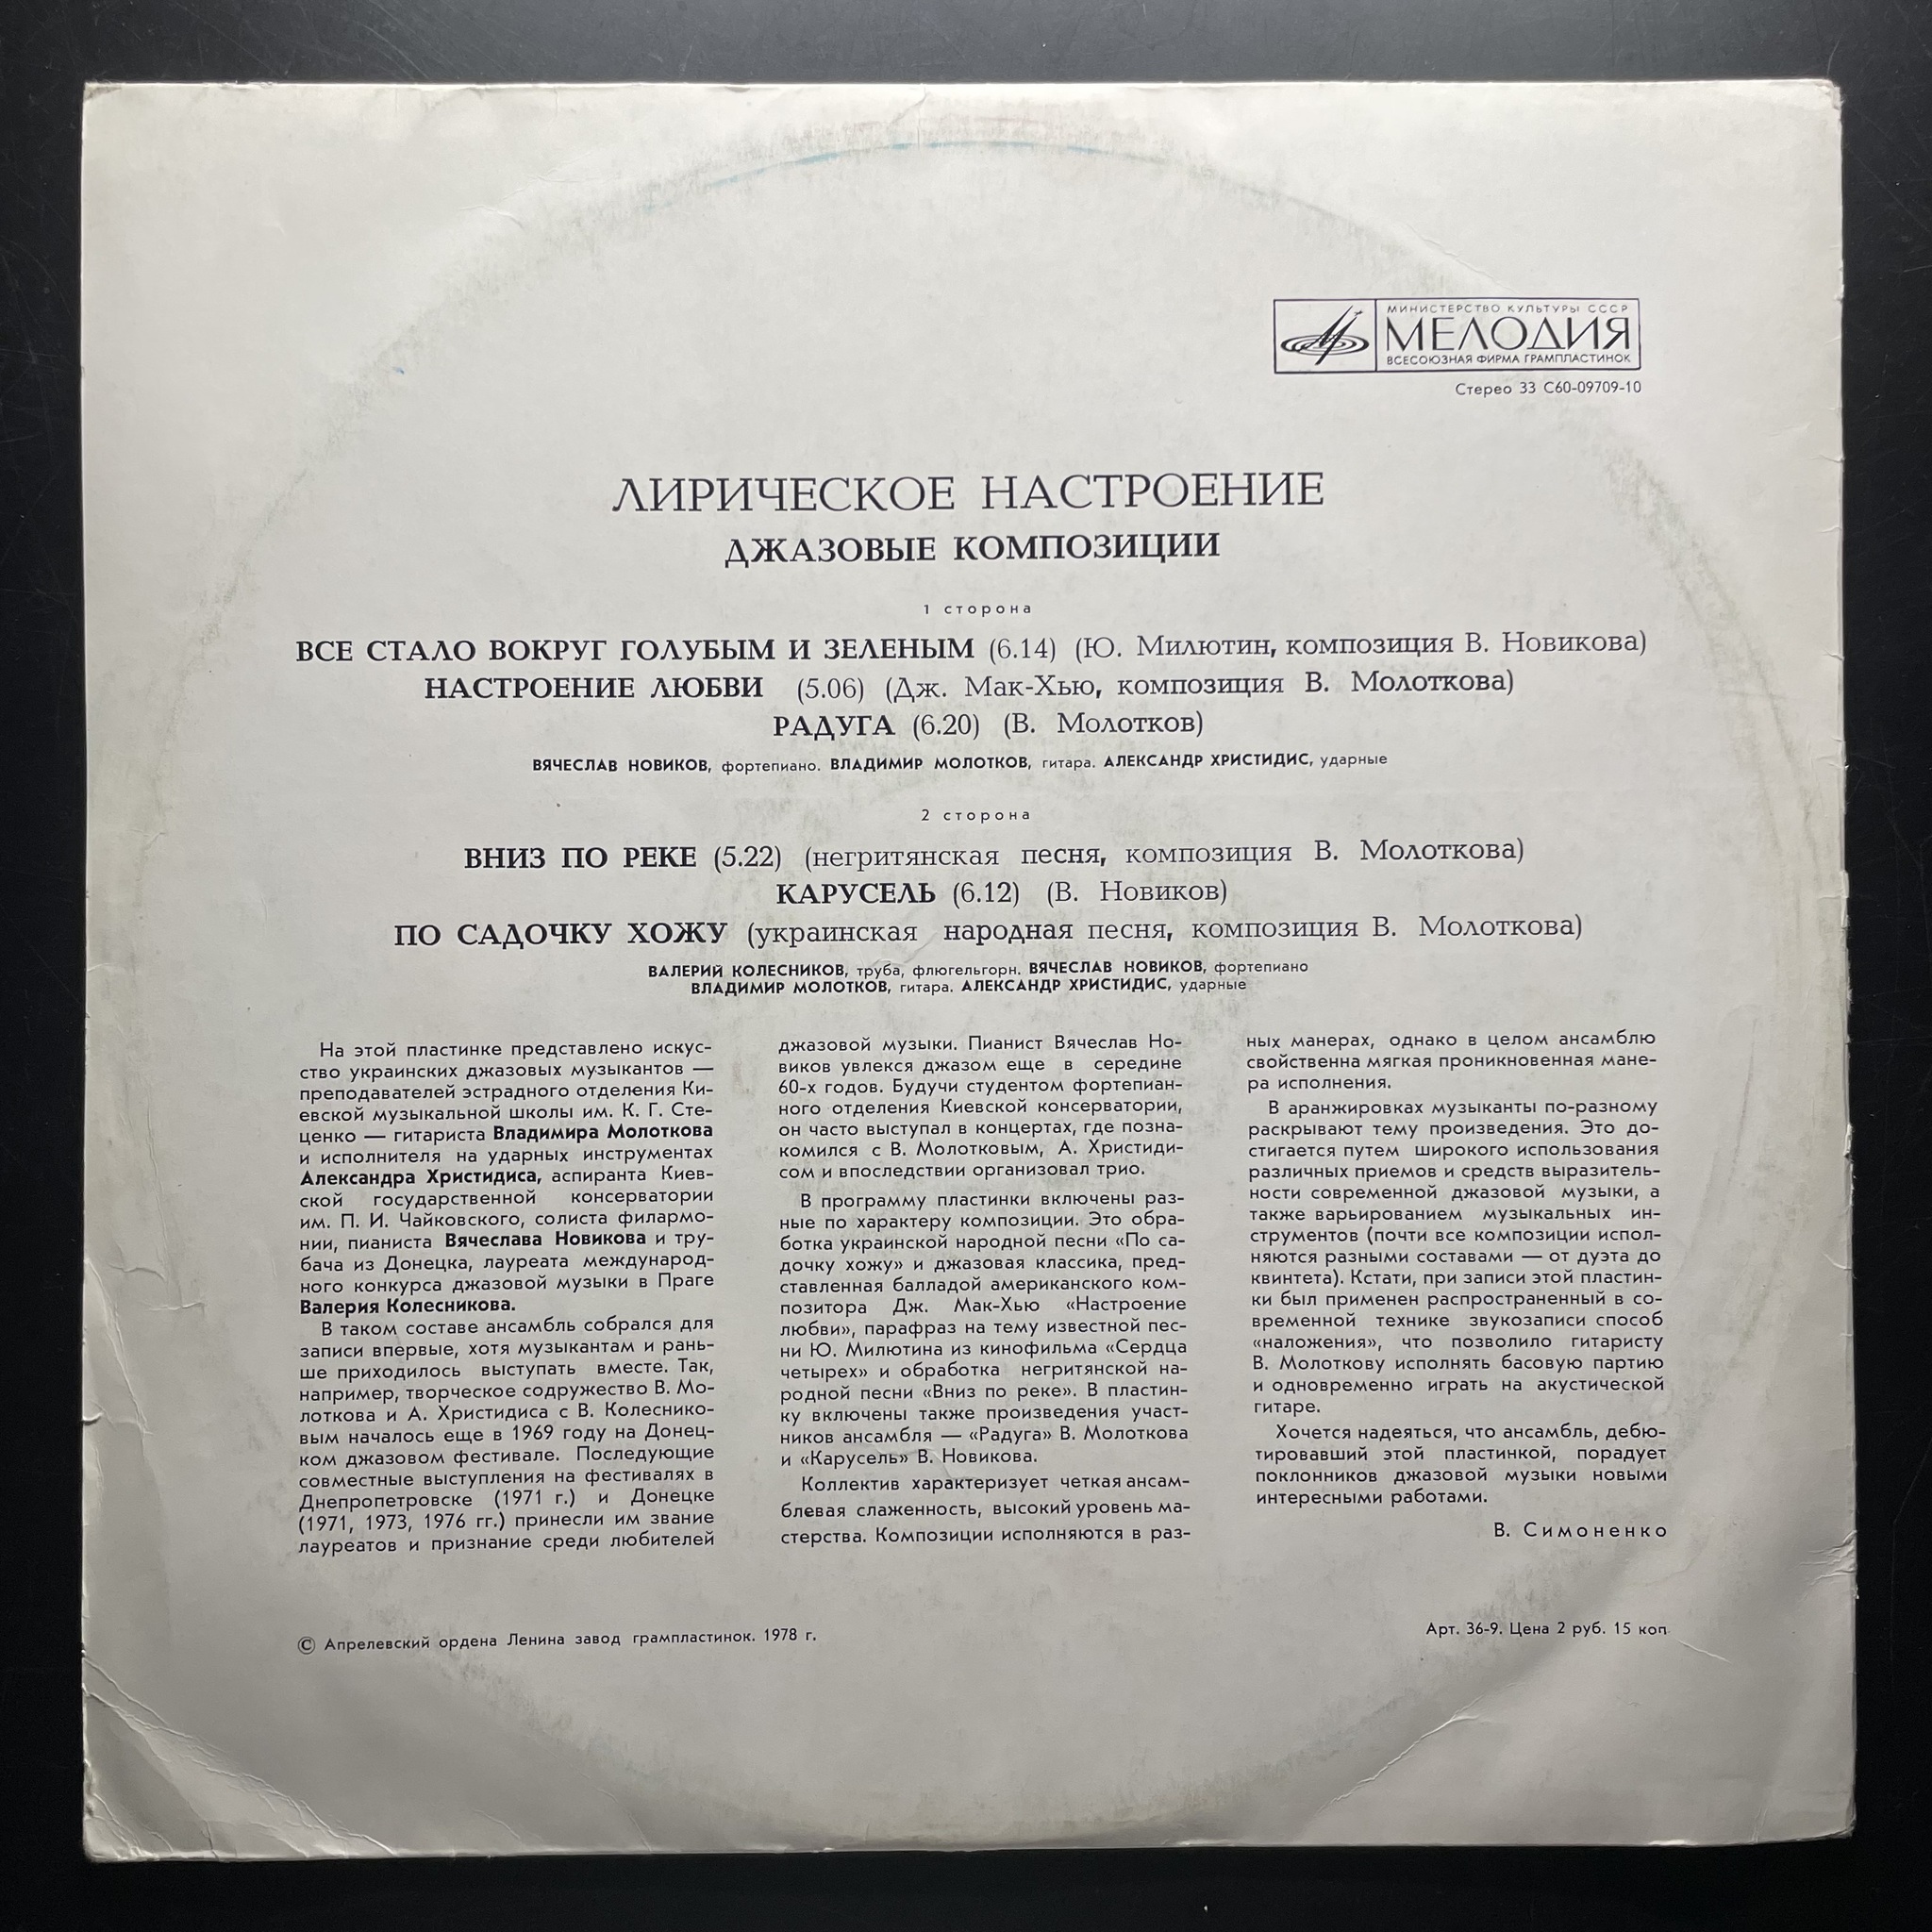 МИНИСТЕРСТВО КУЛЬТУРЫ СССР
МЕЛОДИЯ
ВСЕСОЮЗНАЯ ФИРМА ГРАМПЛАСТИНОК
Стерео 33 С60-09709-10
ЛИРИЧЕСКОЕ НАСТРОЕНИЕ
ДЖАЗОВЫЕ КОМПОЗИЦИИ
1 сторона
ВСЕ СТАЛО ВОКРУГ ГОЛУБЫМ И ЗЕЛЕНЫМ (6.14) (Ю. Милютин, композиция В. Новикова)
НАСТРОЕНИЕ ЛЮБВИ (5.06) (Дж. Мак-Хью, композиция В. Молоткова)
РАДУГА (6.20) (В. Молотков)
ВЯЧЕСЛАВ НОВИКОВ, фортепиано. ВЛАДИМИР МОЛОТКОВ, гитара. АЛЕКСАНДР ХРИСТИДИС, ударные
2 сторона
ВНИЗ ПО РЕКЕ (5.22) (негритянская песня, композиция В. Молоткова)
КАРУСЕЛЬ (6.12) (В. Новиков)
ПО САДОЧКУ ХОЖУ (украинская народная песня, композиция В. Молоткова)
ВАЛЕРИЙ КОЛЕСНИКОВ, труба, флюгельгорн. ВЯЧЕСЛАВ НОВИКОВ, фортепиано
ВЛАДИМИР МОЛОТКОВ, гитара. АЛЕКСАНДР ХРИСТИДИС, ударные
На этой пластинке представлено искус-
ство украинских джазовых музыкантов —
преподавателей эстрадного отделения Ки-
евской музыкальной школы им. К. Г. Сте-
ценко — гитариста Владимира Молоткова
и исполнителя на ударных инструментах
Александра Христидиса, аспиранта Киев-
ской государственной консерватории
им. П. И. Чайковского, солиста филармо-
нии, пианиста Вячеслава Новикова и тру-
бача из Донецка, лауреата международ-
ного конкурса джазовой музыки в Праге
Валерия Колесникова.
В таком составе ансамбль собрался для
записи впервые, хотя музыкантам и рань-
ше приходилось выступать вместе. Так,
например, творческое содружество В. Мо-
лоткова и А. Христидиса с В. Колеснико-
вым началось еще в 1969 году на Донец-
ком джазовом фестивале. Последующие
совместные выступления на фестивалях в
Днепропетровске (1971 г.) и Донецке
(1971, 1973, 1976 гг.) принесли им звание
лауреатов и признание среди любителей
джазовой музыки. Пианист Вячеслав Но-
виков увлекся джазом еще в середине
60-х годов. Будучи студентом фортепиан-
ного отделения Киевской консерватории,
он часто выступал в концертах, где позна-
комился с В. Молотковым, А. Христиди-
сом и впоследствии организовал трио.
В программу пластинки включены раз-
ные по характеру композиции. Это обра-
ботка украинской народной песни «По са-
дочку хожу» и джазовая классика, пред-
ставленная балладой американского ком-
позитора Дж. Мак-Хью «Настроение
любви», парафраз на тему известной пес-
ни Ю. Милютина из кинофильма «Сердца
четырех» и обработка негритянской на-
родной песни «Вниз по реке». В пластин-
ку включены также произведения участ-
ников ансамбля — «Радуга» В. Молоткова
и «Карусель» В. Новикова.
Коллектив характеризует четкая ансам-
блевая слаженность, высокий уровень ма-
стерства. Композиции исполняются в раз-
ных манерах, однако в целом ансамблю
свойственна мягкая проникновенная мане-
ра исполнения.
В аранжировках музыканты по-разному
раскрывают тему произведения. Это до-
стигается путем широкого использования
различных приемов и средств выразитель-
ности современной джазовой музыки, а
также варьированием музыкальных ин-
струментов (почти все композиции испол-
няются разными составами — от дуэта до
квинтета). Кстати, при записи этой пластин-
ки был применен распространенный в со-
временной технике звукозаписи способ
«наложения», что позволило гитаристу
В. Молоткову исполнять басовую партию
и одновременно играть на акустической
гитаре.
Хочется надеяться, что ансамбль, дебю-
тировавший этой пластинкой, порадует
поклонников джазовой музыки новыми
интересными работами.
В. Симоненко
© Апрелевский ордена Ленина завод грампластинок. 1978 г.
Арт. 36-9. Цена 2 руб. 15 коп.